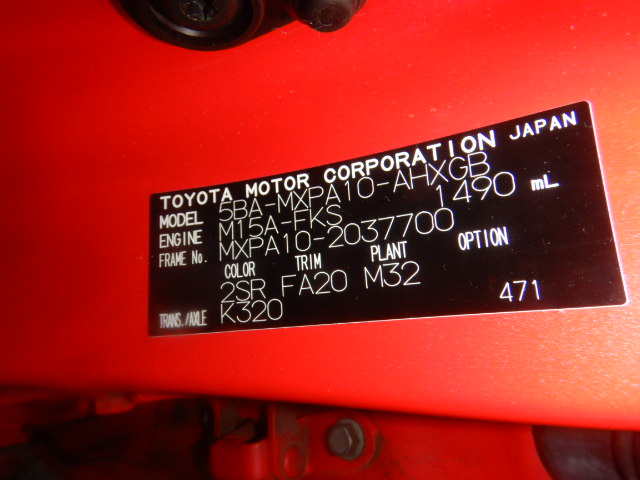 TOYOTA MOTOR CORPORATION JAPAN
MODEL 5BA-MXPA10-AHXGB
ENGINE M15A-FKS 1490 mL
FRAME No. MXPA10-2037700
COLOR TRIM PLANT OPTION
2SR FA20 M32
TRANS./AXLE K320 471